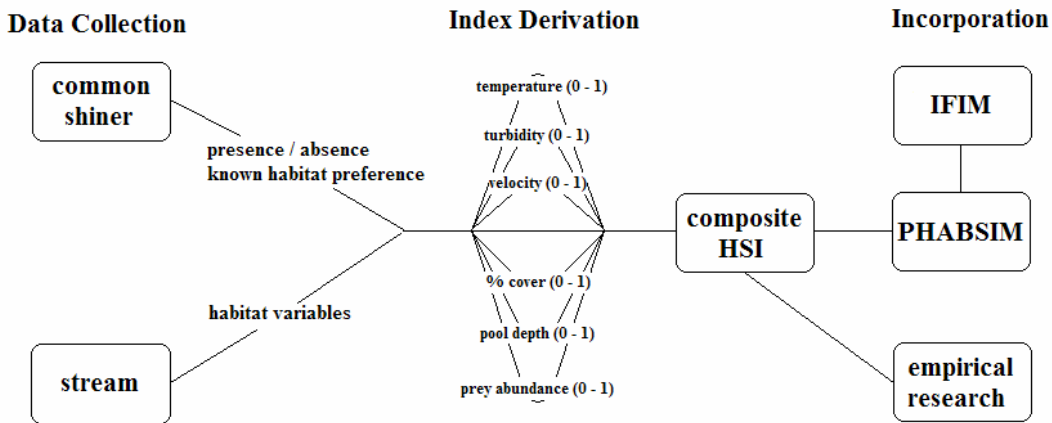 Data Collection
Index Derivation
Incorporation
common
shiner
presence / absence
known habitat preference
habitat variables
stream
temperature (0 - 1)
turbidity (0 - 1)
velocity (0 - 1)
% cover (0 - 1)
pool depth (0 - 1)
prey abundance (0 - 1)
composite
HSI
IFIM
PHABSIM
empirical
research